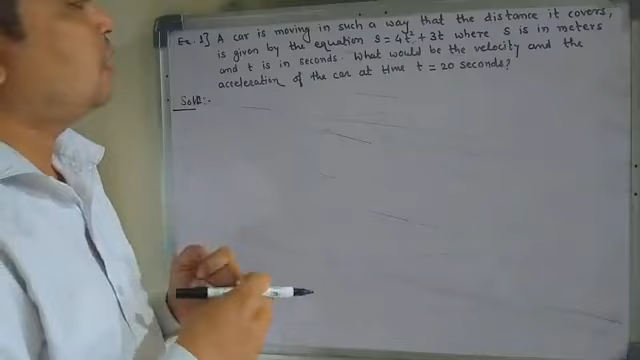 Ex. 1] A car is moving in such a way that the distance it covers,
is given by the equation s = 4t² + 3t where s is in meters
and t is in seconds. What would be the velocity and the
acceleration of the car at time t = 20 seconds?
Solⁿ:-